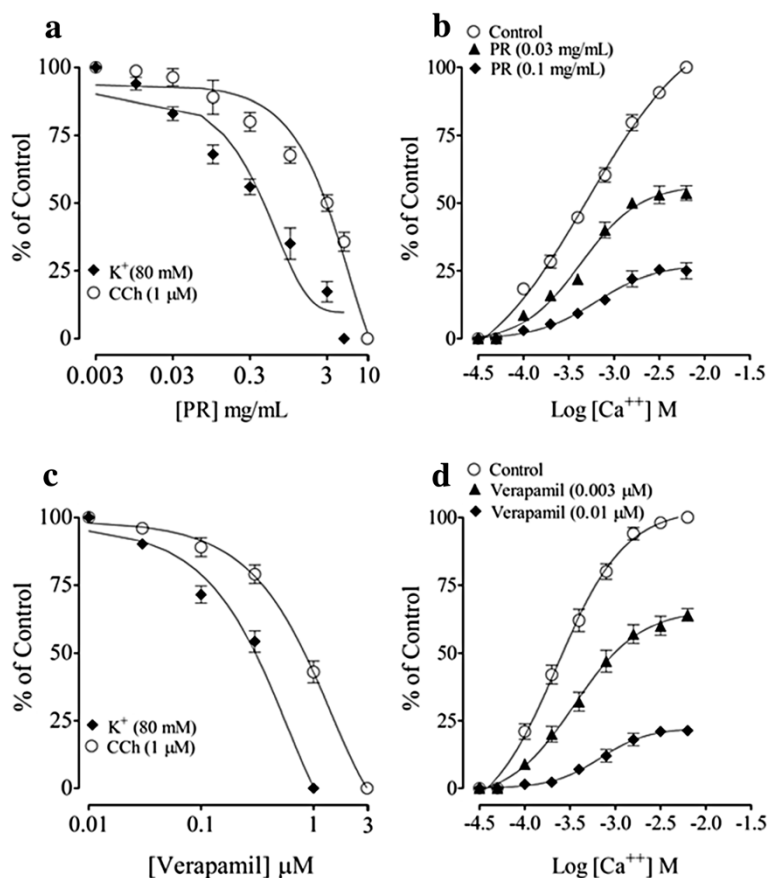 a
% of Control
100
75
50
25
0
K⁺ (80 mM)
CCh (1 µM)
0.003
0.03
0.3
3
10
[PR] mg/mL
b
Control
PR (0.03 mg/mL)
PR (0.1 mg/mL)
% of Control
100
75
50
25
0
-4.5
-4.0
-3.5
-3.0
-2.5
-2.0
-1.5
Log [Ca⁺⁺] M
c
% of Control
100
75
50
25
0
K⁺ (80 mM)
CCh (1 µM)
0.01
0.1
1
3
[Verapamil] µM
d
Control
Verapamil (0.003 µM)
Verapamil (0.01 µM)
% of Control
100
75
50
25
0
-4.5
-4.0
-3.5
-3.0
-2.5
-2.0
-1.5
Log [Ca⁺⁺] M